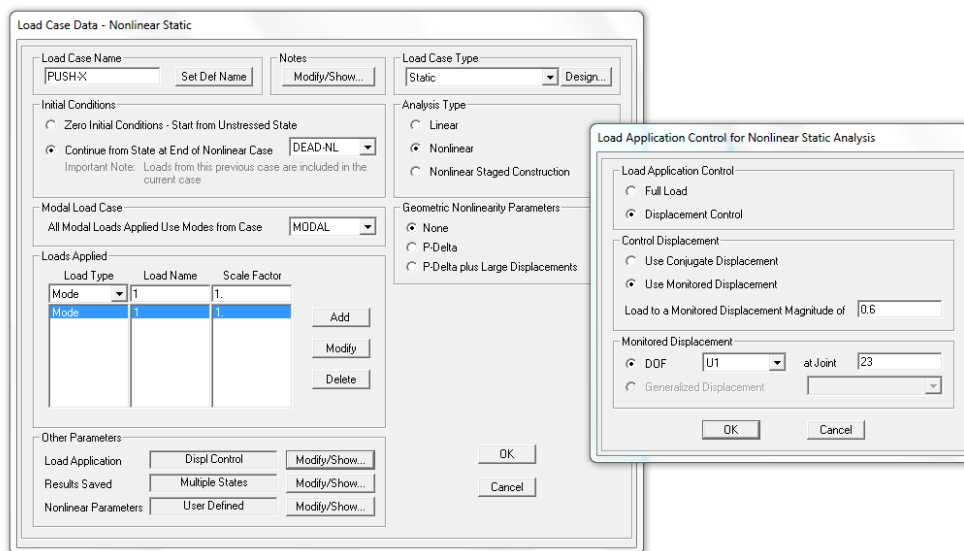 Load Case Data - Nonlinear Static
Load Case Name
PUSH-X
Set Def Name
Notes
Modify/Show...
Load Case Type
Static
Design...
Initial Conditions
Zero Initial Conditions - Start from Unstressed State
Continue from State at End of Nonlinear Case
DEAD-NL
Important Note: Loads from this previous case are included in the
current case
Analysis Type
Linear
Nonlinear
Nonlinear Staged Construction
Modal Load Case
All Modal Loads Applied Use Modes from Case
MODAL
Geometric Nonlinearity Parameters
None
P-Delta
P-Delta plus Large Displacements
Loads Applied
Load Type Load Name Scale Factor
Mode 1 1.
Mode 1 1.
Add
Modify
Delete
Other Parameters
Load Application Displ Control Modify/Show...
Results Saved Multiple States Modify/Show...
Nonlinear Parameters User Defined Modify/Show...
OK
Cancel
Load Application Control for Nonlinear Static Analysis
Load Application Control
Full Load
Displacement Control
Control Displacement
Use Conjugate Displacement
Use Monitored Displacement
Load to a Monitored Displacement Magnitude of 0.6
Monitored Displacement
DOF U1 at Joint 23
Generalized Displacement
OK Cancel